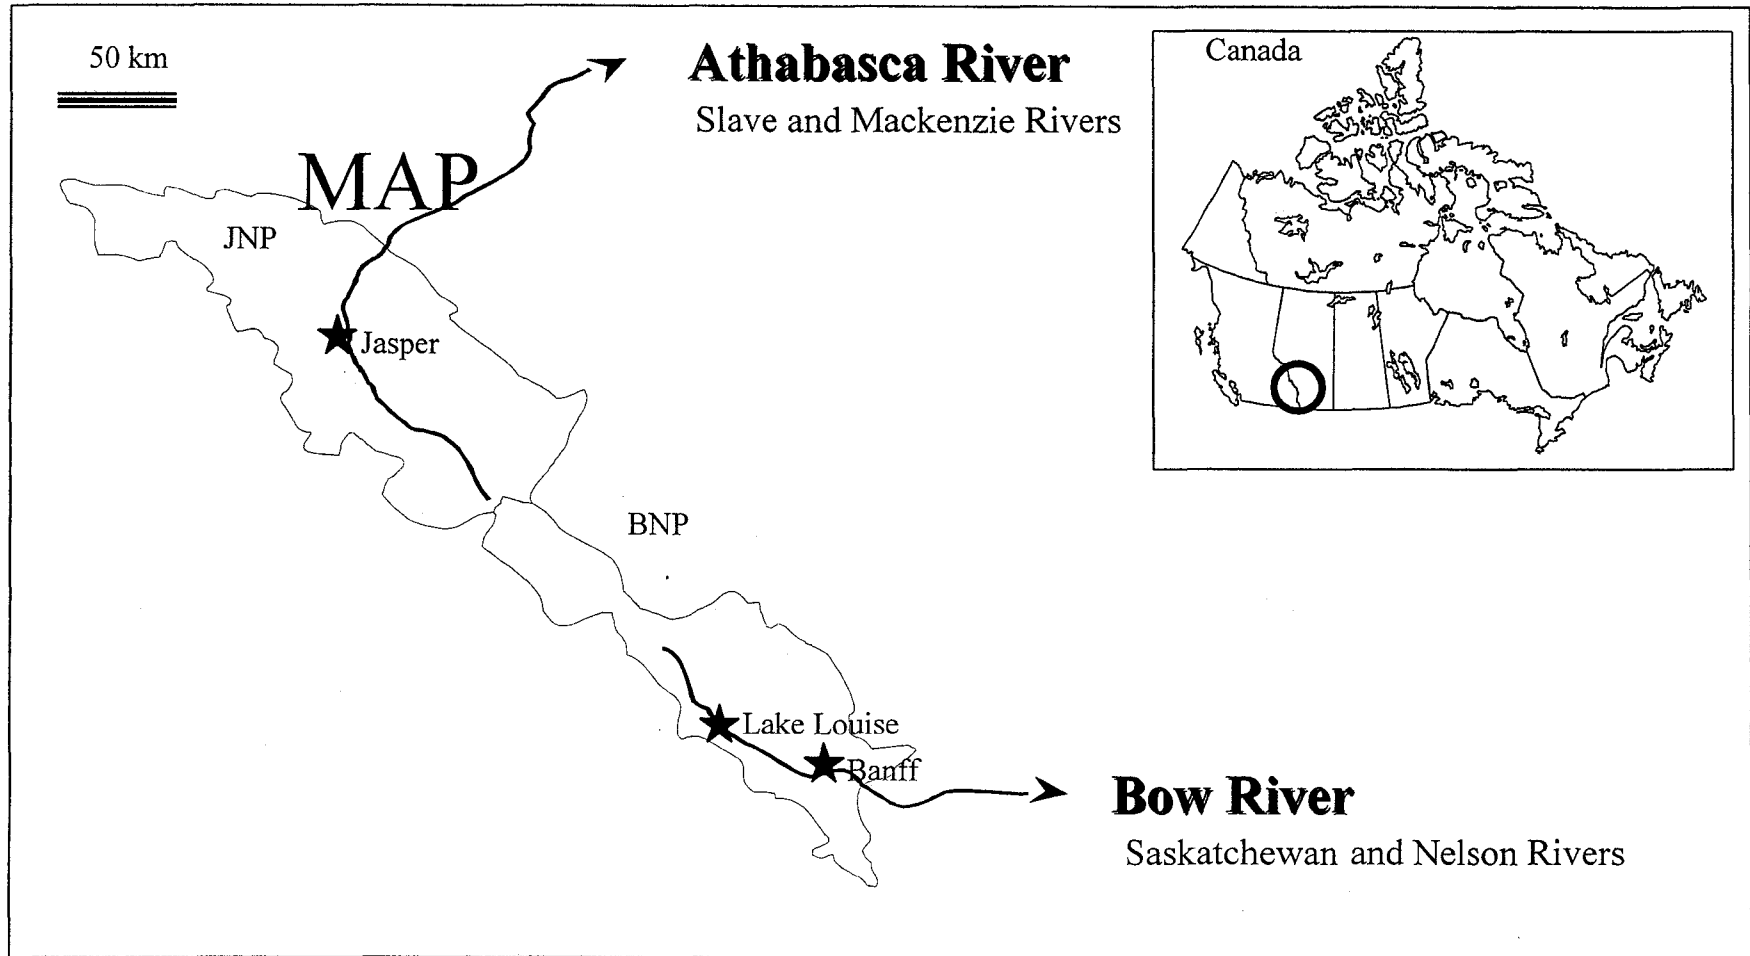 50 km
Athabasca River
Slave and Mackenzie Rivers
Canada
MAP
JNP
Jasper
BNP
Lake Louise
Banff
Bow River
Saskatchewan and Nelson Rivers